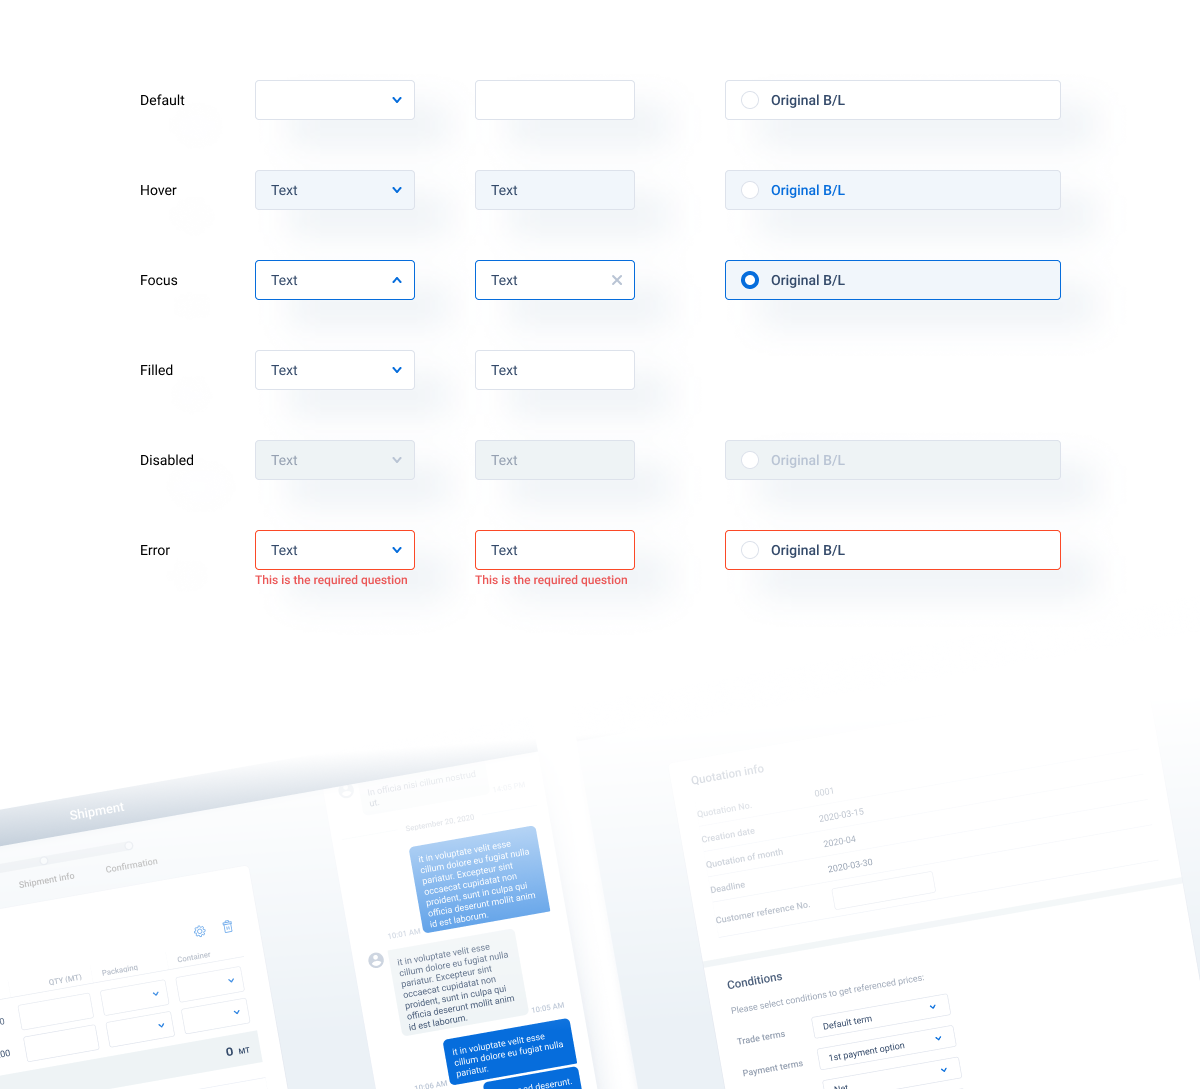 Default
Original B/L
Hover
Text
Text
Original B/L
Focus
Text
Text
Original B/L
Filled
Text
Text
Disabled
Text
Text
Original B/L
Error
Text
Text
Original B/L
This is the required question
This is the required question
Shipment
Shipment info
Confirmation
QTY (MT)
Packaging
Container
0
00
0 MT
ut.
September 20, 2020
it in voluptate velit esse
cillum dolore eu fugiat nulla
pariatur. Excepteur sint
occaecat cupidatat non
proident, sunt in culpa qui
officia deserunt mollit anim
id est laborum.
10:01 AM
it in voluptate velit esse
cillum dolore eu fugiat nulla
pariatur. Excepteur sint
occaecat cupidatat non
proident, sunt in culpa qui
officia deserunt mollit anim
id est laborum.
10:05 AM
it in voluptate velit esse
cillum dolore eu fugiat nulla
pariatur.
10:06 AM
deserunt.
Quotation info
Quotation No.
0001
Creation date
2020-03-15
Quotation of month
2020-04
Deadline
2020-03-30
Customer reference No.
Conditions
Please select conditions to get referenced prices:
Trade terms
Default term
Payment terms
1st payment option
Net